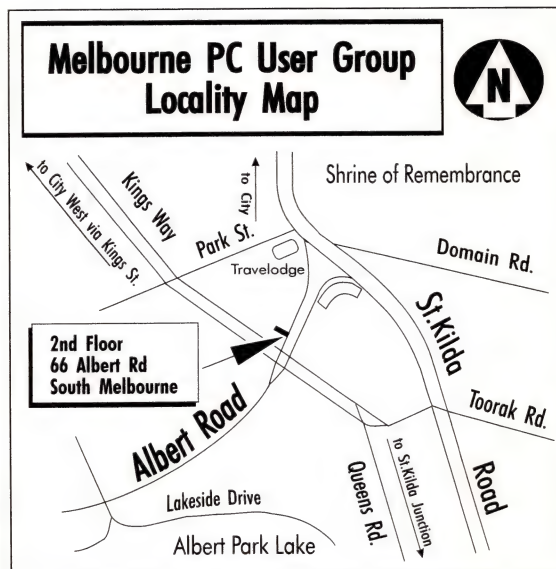 Melbourne PC User Group
Locality Map
N
to City West via Kings St.
Kings Way
to City
Shrine of Remembrance
Park St.
Travelodge
Domain Rd.
St.Kilda
Road
2nd Floor
66 Albert Rd
South Melbourne
Albert Road
Toorak Rd.
Lakeside Drive
Queens Rd.
to St.Kilda Junction
Albert Park Lake